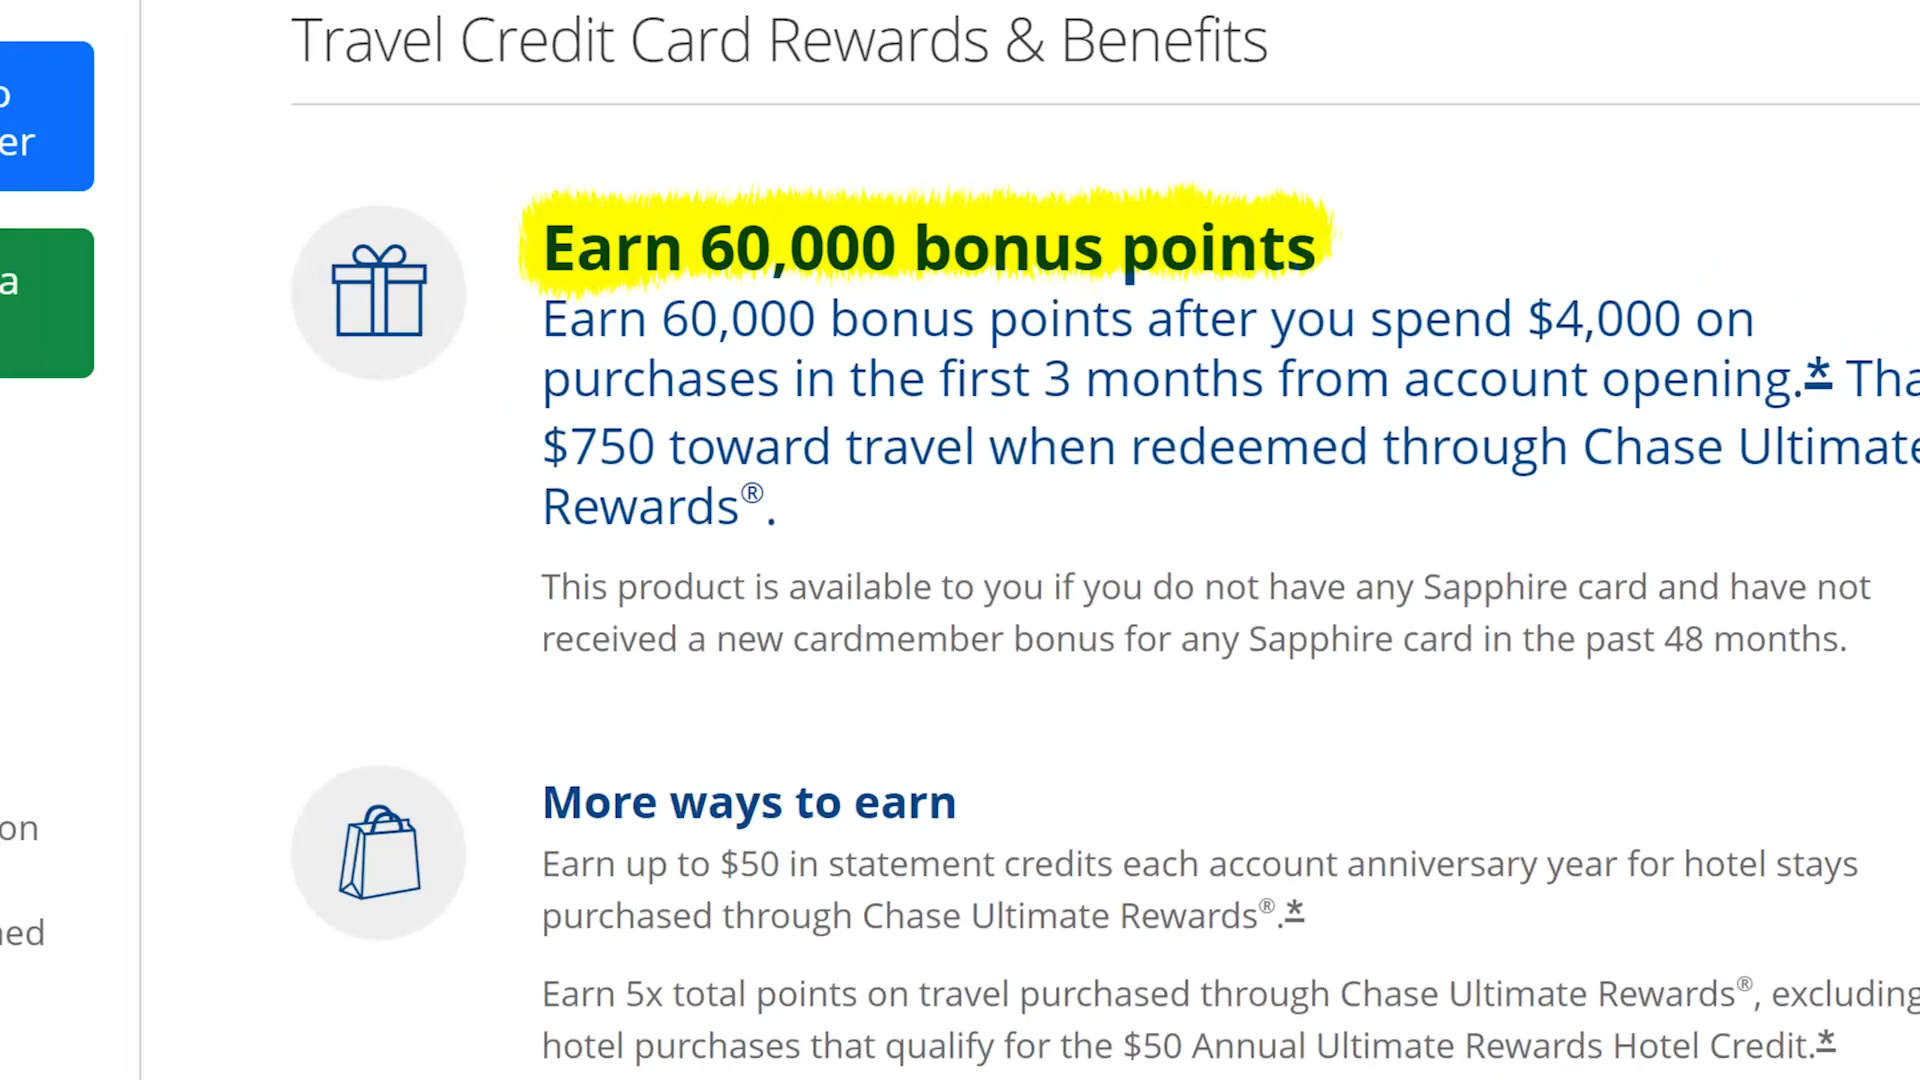 Travel Credit Card Rewards & Benefits
er
a
Earn 60,000 bonus points
Earn 60,000 bonus points after you spend $4,000 on
purchases in the first 3 months from account opening.* Tha
$750 toward travel when redeemed through Chase Ultimate
Rewards®.
This product is available to you if you do not have any Sapphire card and have not
received a new cardmember bonus for any Sapphire card in the past 48 months.
More ways to earn
on
Earn up to $50 in statement credits each account anniversary year for hotel stays
purchased through Chase Ultimate Rewards®.*
ned
Earn 5x total points on travel purchased through Chase Ultimate Rewards®, excluding
hotel purchases that qualify for the $50 Annual Ultimate Rewards Hotel Credit.*